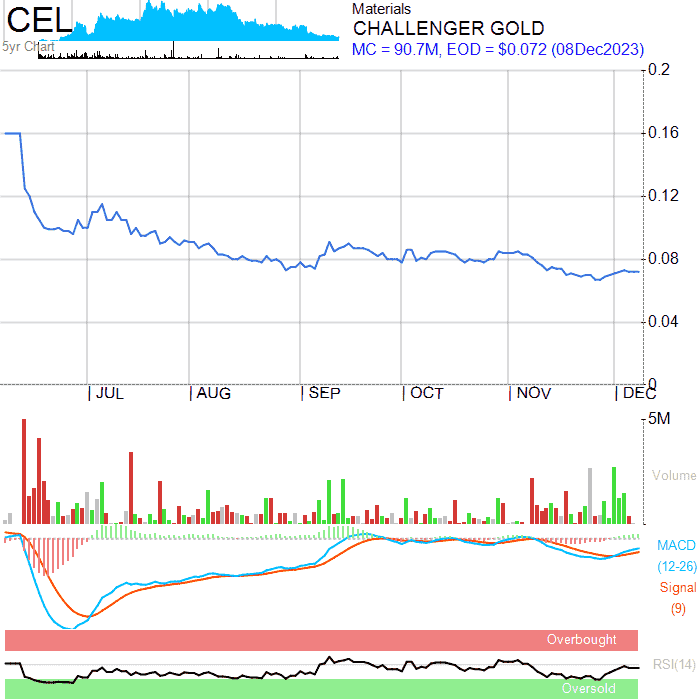 CEL
5yr Chart
Materials
CHALLENGER GOLD
MC = 90.7M, EOD = $0.072 (08Dec2023)
0.2
0.16
0.12
0.08
0.04
0
JUL AUG SEP OCT NOV DEC
5M
Volume
MACD
(12-26)
Signal
(9)
Overbought
RSI(14)
Oversold